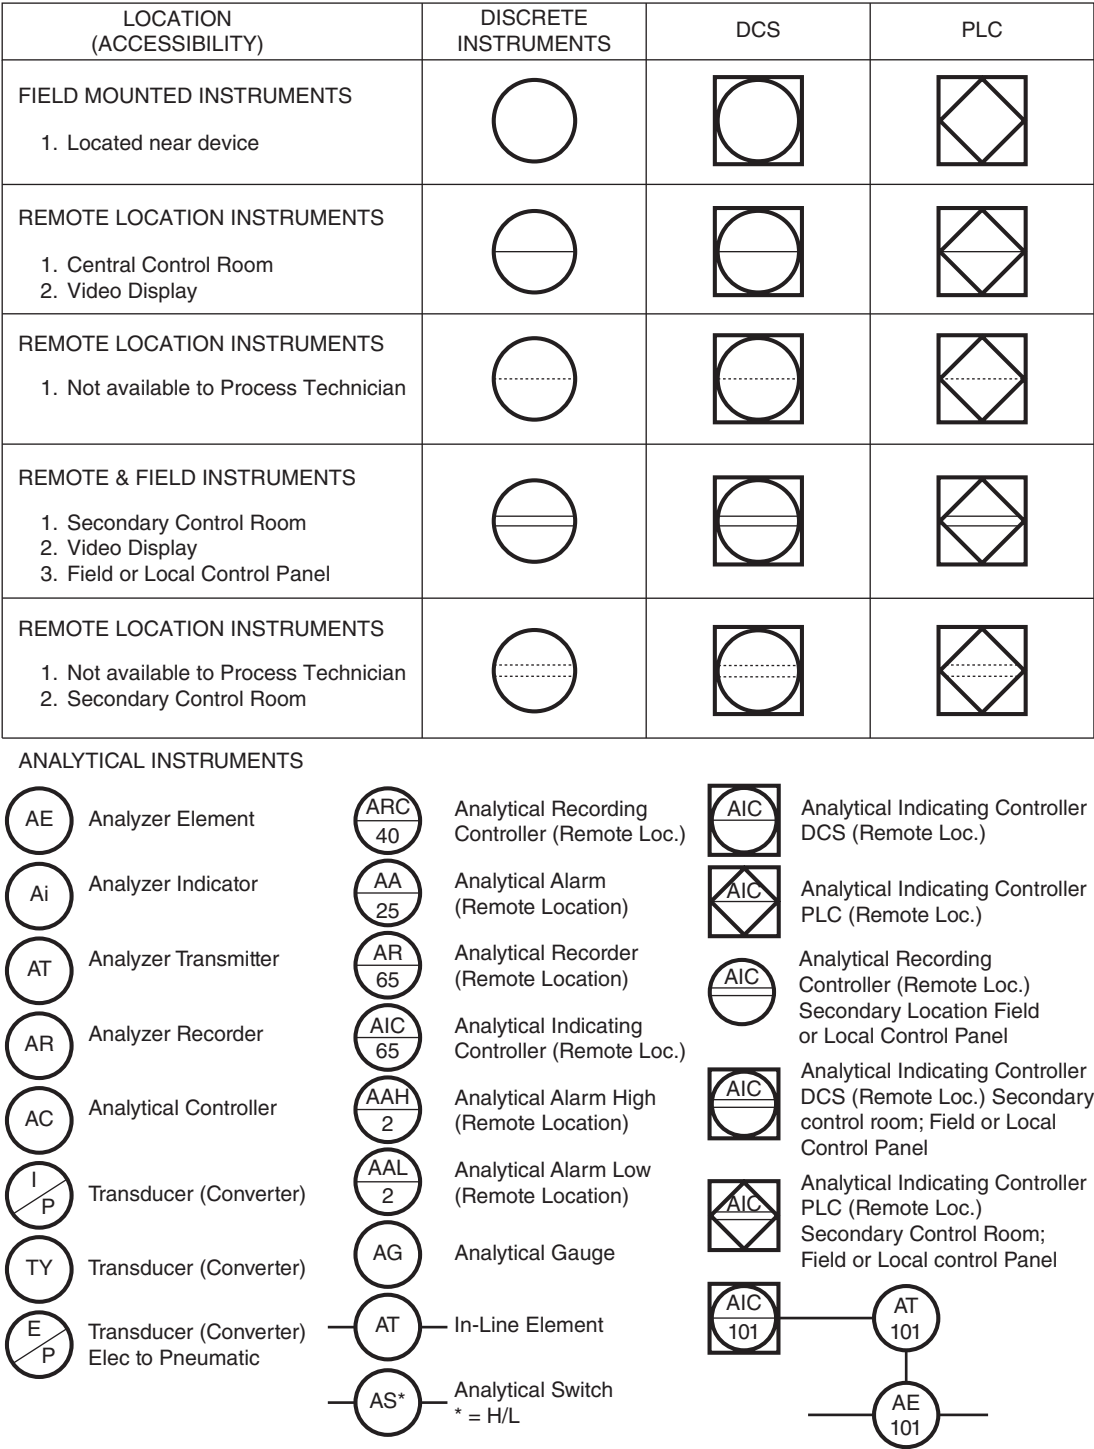 LOCATION
(ACCESSIBILITY)
DISCRETE
INSTRUMENTS
DCS
PLC
FIELD MOUNTED INSTRUMENTS
1. Located near device
REMOTE LOCATION INSTRUMENTS
1. Central Control Room
2. Video Display
REMOTE LOCATION INSTRUMENTS
1. Not available to Process Technician
REMOTE & FIELD INSTRUMENTS
1. Secondary Control Room
2. Video Display
3. Field or Local Control Panel
REMOTE LOCATION INSTRUMENTS
1. Not available to Process Technician
2. Secondary Control Room
ANALYTICAL INSTRUMENTS
AE
Analyzer Element
Ai
Analyzer Indicator
AT
Analyzer Transmitter
AR
Analyzer Recorder
AC
Analytical Controller
I
P
Transducer (Converter)
TY
Transducer (Converter)
E
P
Transducer (Converter)
Elec to Pneumatic
ARC
40
Analytical Recording
Controller (Remote Loc.)
AA
25
Analytical Alarm
(Remote Location)
AR
65
Analytical Recorder
(Remote Location)
AIC
65
Analytical Indicating
Controller (Remote Loc.)
AAH
2
Analytical Alarm High
(Remote Location)
AAL
2
Analytical Alarm Low
(Remote Location)
AG
Analytical Gauge
AT
In-Line Element
AS*
Analytical Switch
* = H/L
AIC
Analytical Indicating Controller
DCS (Remote Loc.)
AIC
Analytical Indicating Controller
PLC (Remote Loc.)
AIC
Analytical Recording
Controller (Remote Loc.)
Secondary Location Field
or Local Control Panel
AIC
Analytical Indicating Controller
DCS (Remote Loc.) Secondary
control room; Field or Local
Control Panel
AIC
Analytical Indicating Controller
PLC (Remote Loc.)
Secondary Control Room;
Field or Local control Panel
AIC
101
AT
101
AE
101